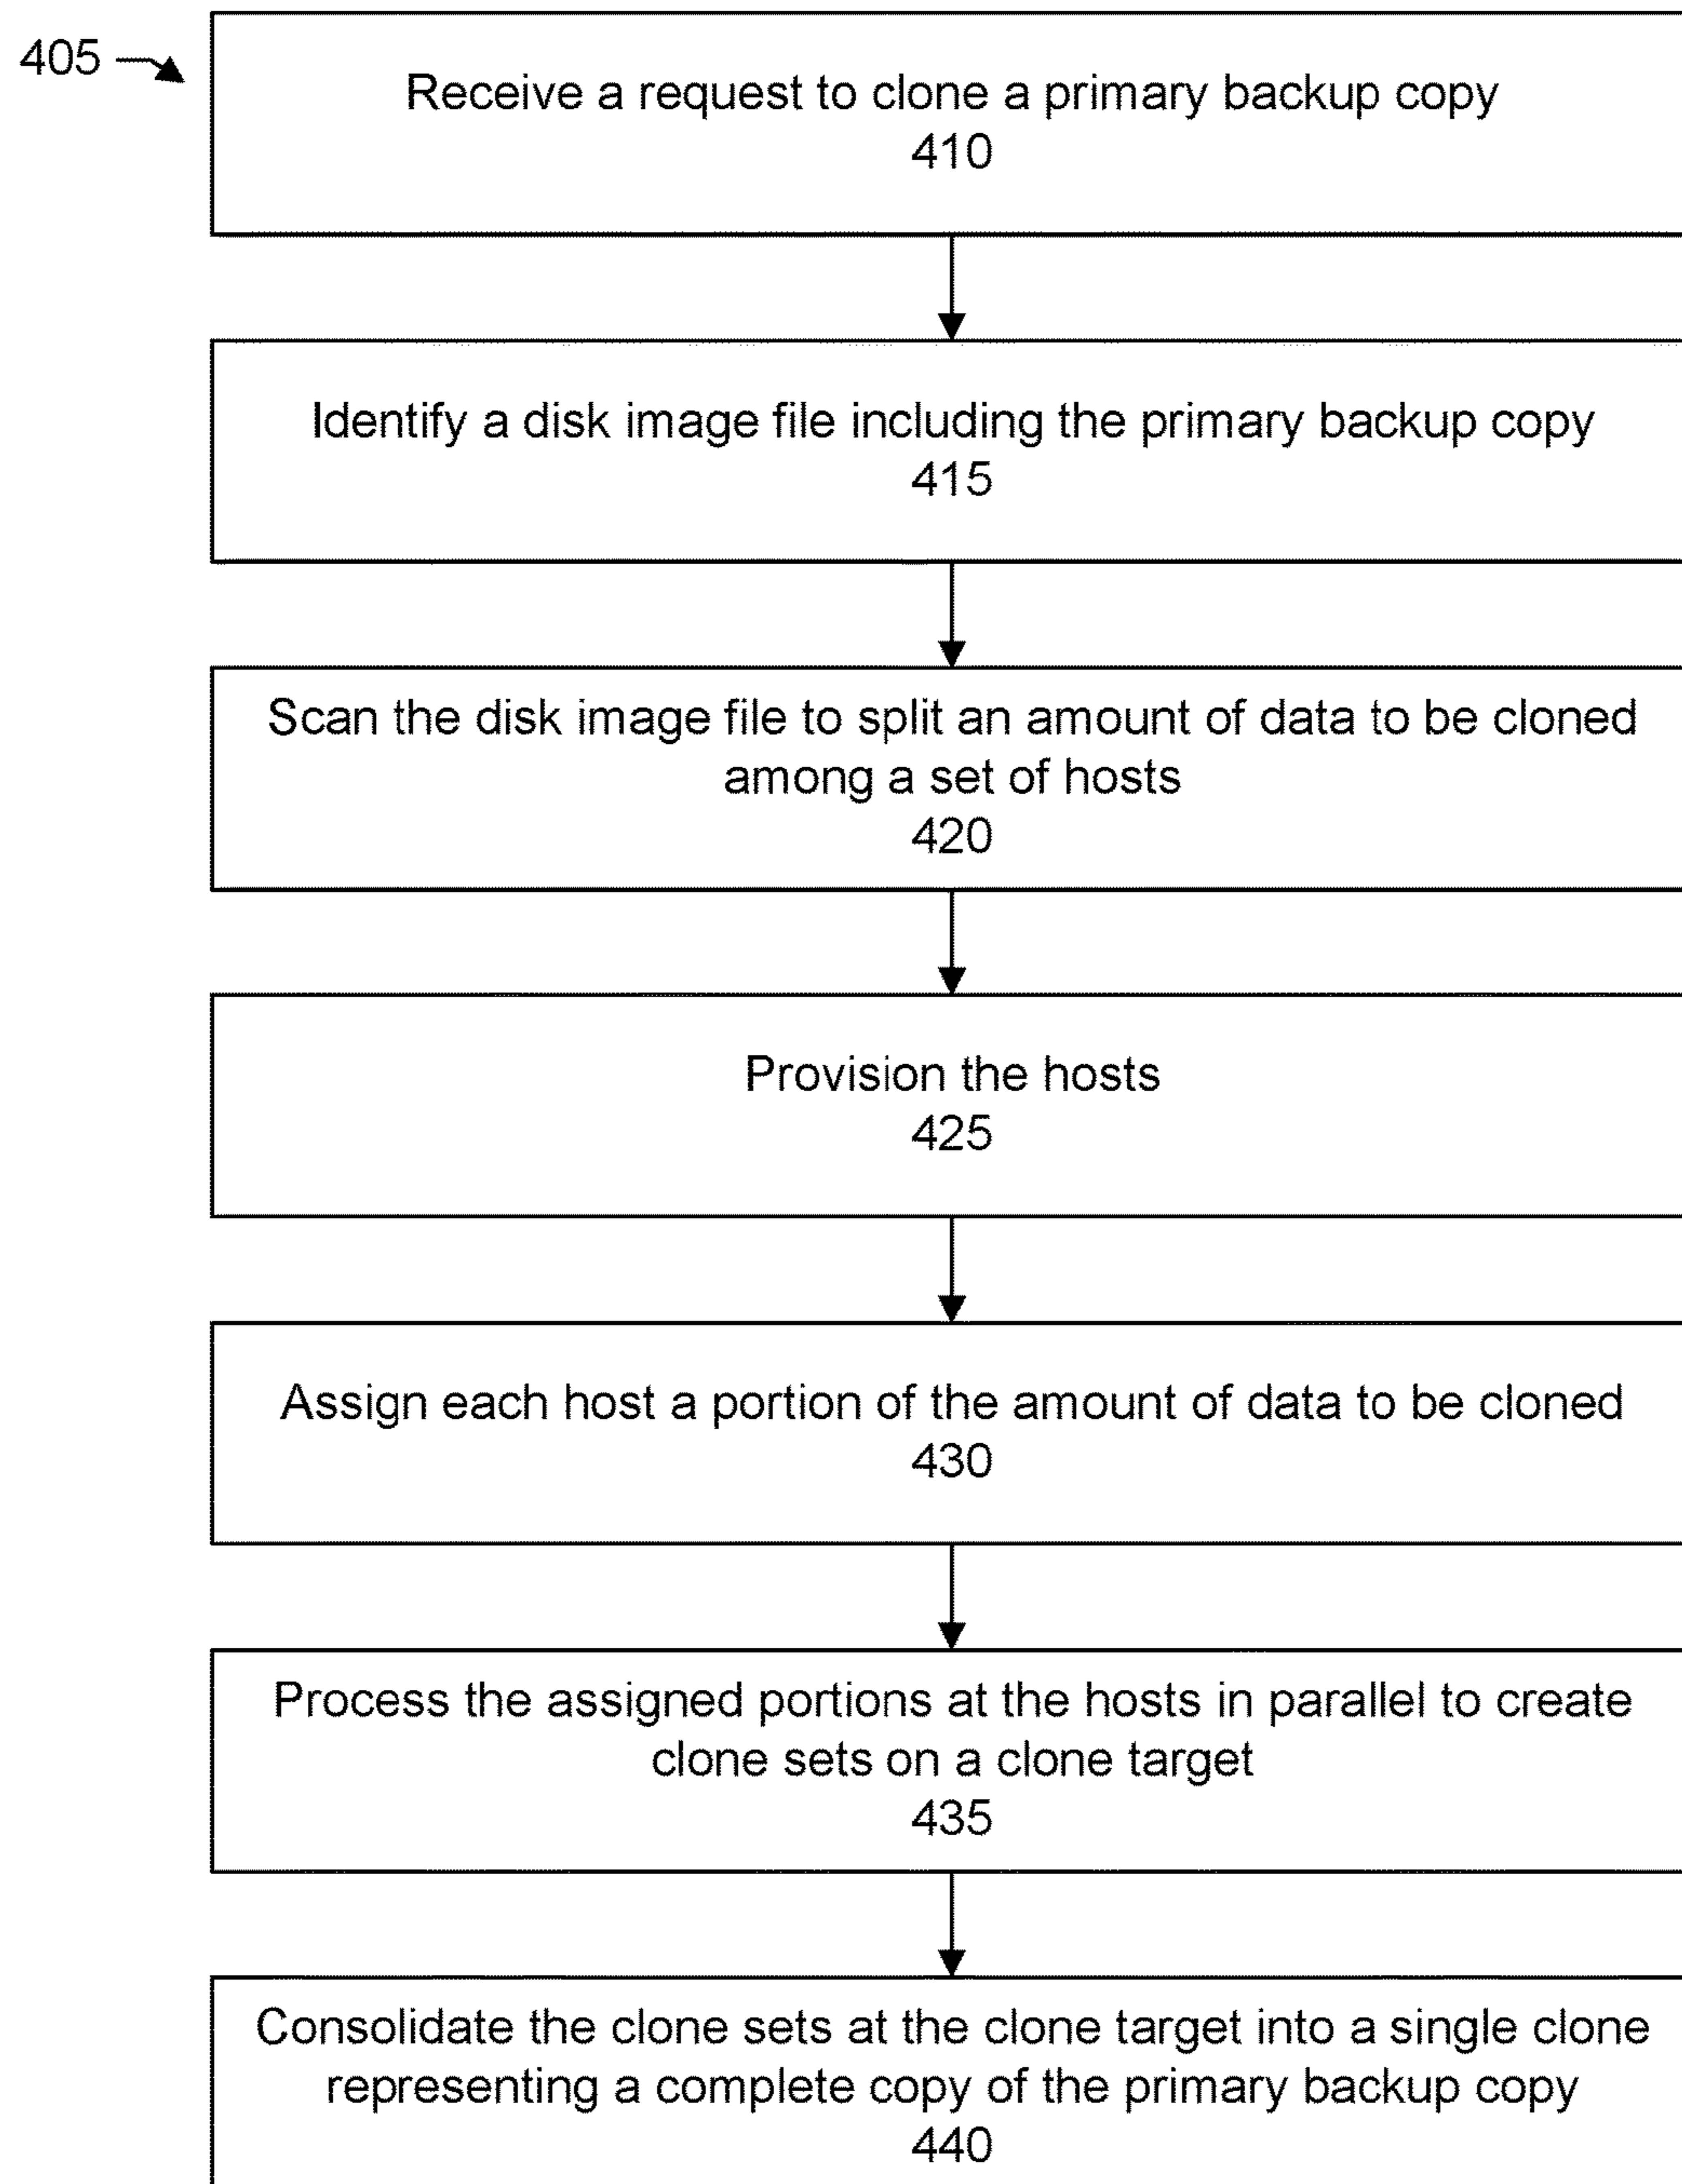 405
Receive a request to clone a primary backup copy
410
Identify a disk image file including the primary backup copy
415
Scan the disk image file to split an amount of data to be cloned
among a set of hosts
420
Provision the hosts
425
Assign each host a portion of the amount of data to be cloned
430
Process the assigned portions at the hosts in parallel to create
clone sets on a clone target
435
Consolidate the clone sets at the clone target into a single clone
representing a complete copy of the primary backup copy
440